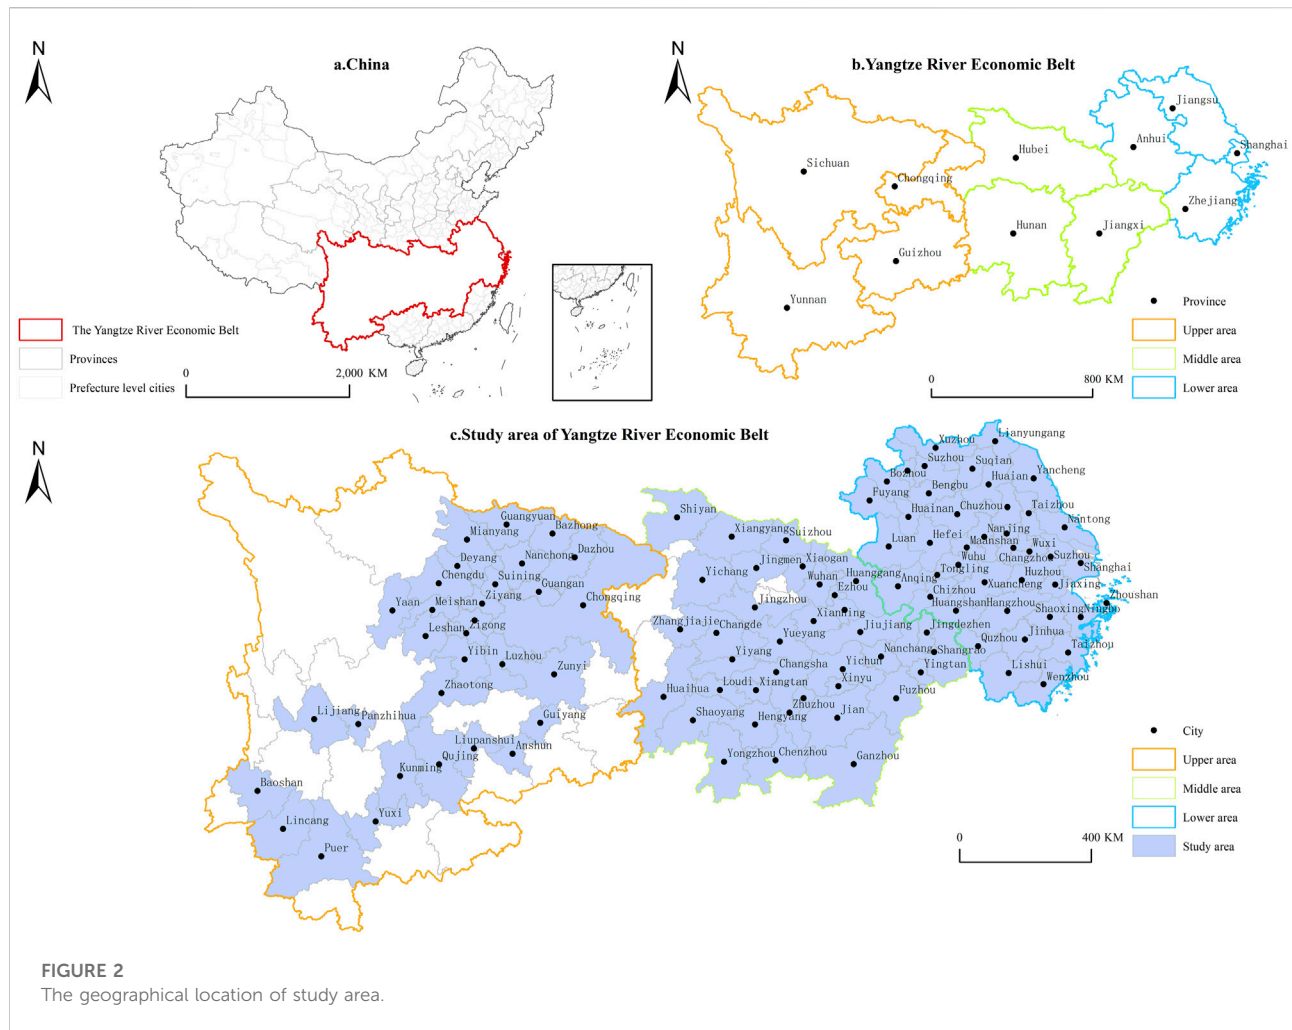 N
a.China
The Yangtze River Economic Belt
Provinces
Prefecture level cities
0
2,000 KM
N
b.Yangtze River Economic Belt
Jiangsu
Anhui
Shanghai
Hubei
Sichuan
Chongqing
Zhejiang
Hunan
Jiangxi
Guizhou
Yunnan
Province
Upper area
Middle area
Lower area
0
800 KM
N
c.Study area of Yangtze River Economic Belt
Lianyungang
Xuzhou
Suzhou
Suqian
Bozhou
Huaian
Yancheng
Fuyang
Bengbu
Huainan
Chuzhou
Taizhou
Nantong
Nanjing
Luan
Hefei
Maanshan
Wuxi
Wuhu
Changzhou
Suzhou
Shanghai
Anqing
Tongling
Xuancheng
Huzhou
Jiaxing
Chizhou
Zhoushan
Huangshan
Hangzhou
Shaoxing
Ningbo
Quzhou
Jinhua
Taizhou
Lishui
Wenzhou
Shiyan
Xiangyang
Suizhou
Jingmen
Xiaogan
Yichang
Wuhan
Huanggang
Ezhou
Jingzhou
Xianning
Zhangjiajie
Changde
Yueyang
Jiujiang
Jingdezhen
Yiyang
Nanchang
Shangrao
Changsha
Yichun
Yingtan
Huaihua
Loudi
Xiangtan
Xinyu
Fuzhou
Zhuzhou
Shaoyang
Hengyang
Jian
Yongzhou
Chenzhou
Ganzhou
Guangyuan
Mianyang
Bazhong
Deyang
Nanchong
Dazhou
Chengdu
Suining
Guangan
Chongqing
Yaan
Meishan
Ziyang
Leshan
Zigong
Yibin
Luzhou
Zunyi
Zhaotong
Lijiang
Panzhihua
Guiyang
Liupanshui
Anshun
Kunming
Qujing
Baoshan
Lincang
Yuxi
Puer
City
Upper area
Middle area
Lower area
Study area
0
400 KM
FIGURE 2
The geographical location of study area.